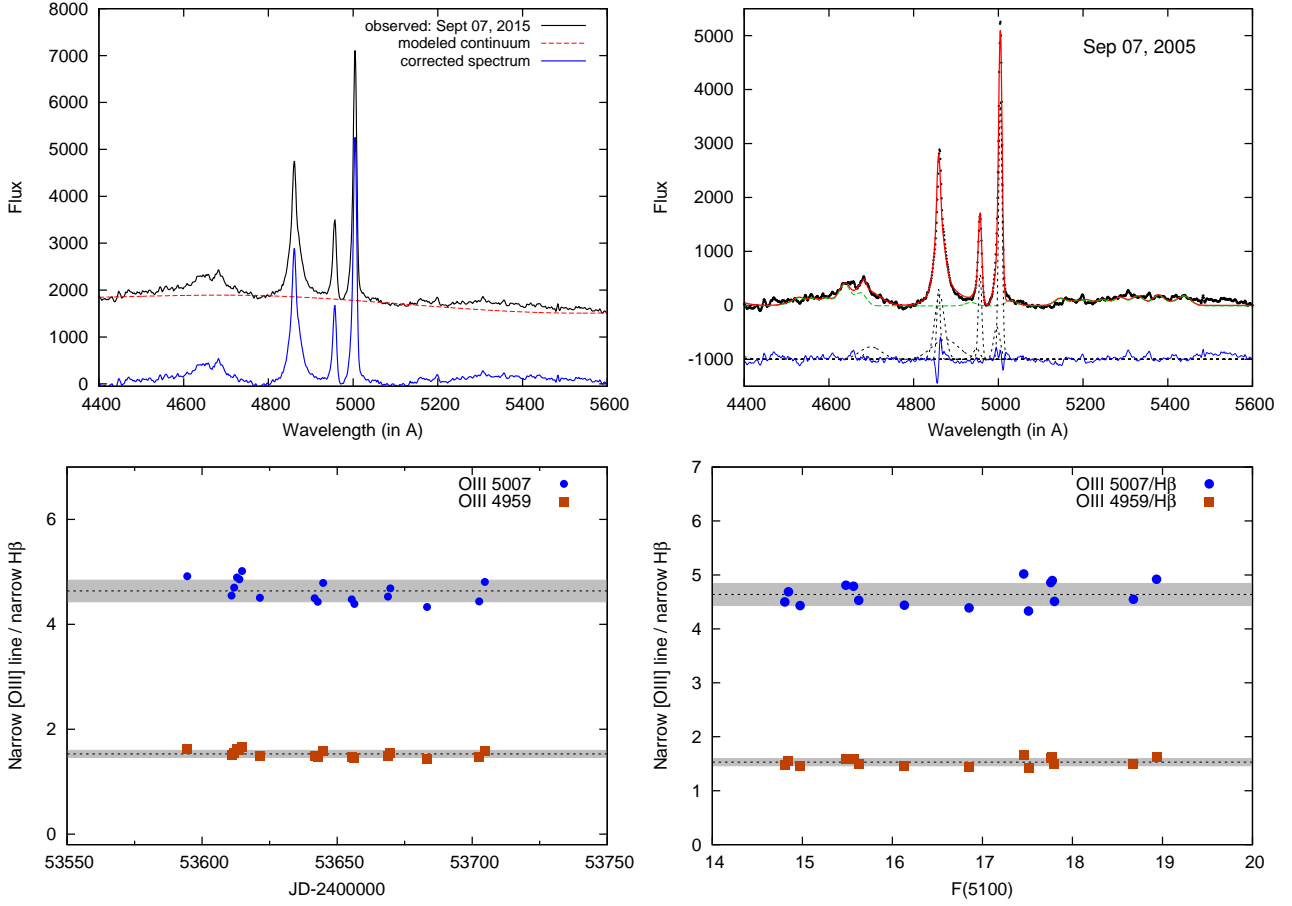 8000
7000
6000
5000
4000
3000
2000
1000
0
Flux
observed: Sept 07, 2015
modeled continuum
corrected spectrum
4400 4600 4800 5000 5200 5400 5600
Wavelength (in A)
5000
4000
3000
2000
1000
0
-1000
Flux
Sep 07, 2005
4400 4600 4800 5000 5200 5400 5600
Wavelength (in A)
6
4
2
0
Narrow [OIII] line / narrow Hβ
OIII 5007
OIII 4959
53550 53600 53650 53700 53750
JD-2400000
7
6
5
4
3
2
1
0
Narrow [OIII] line / narrow Hβ
OIII 5007/Hβ
OIII 4959/Hβ
14 15 16 17 18 19 20
F(5100)